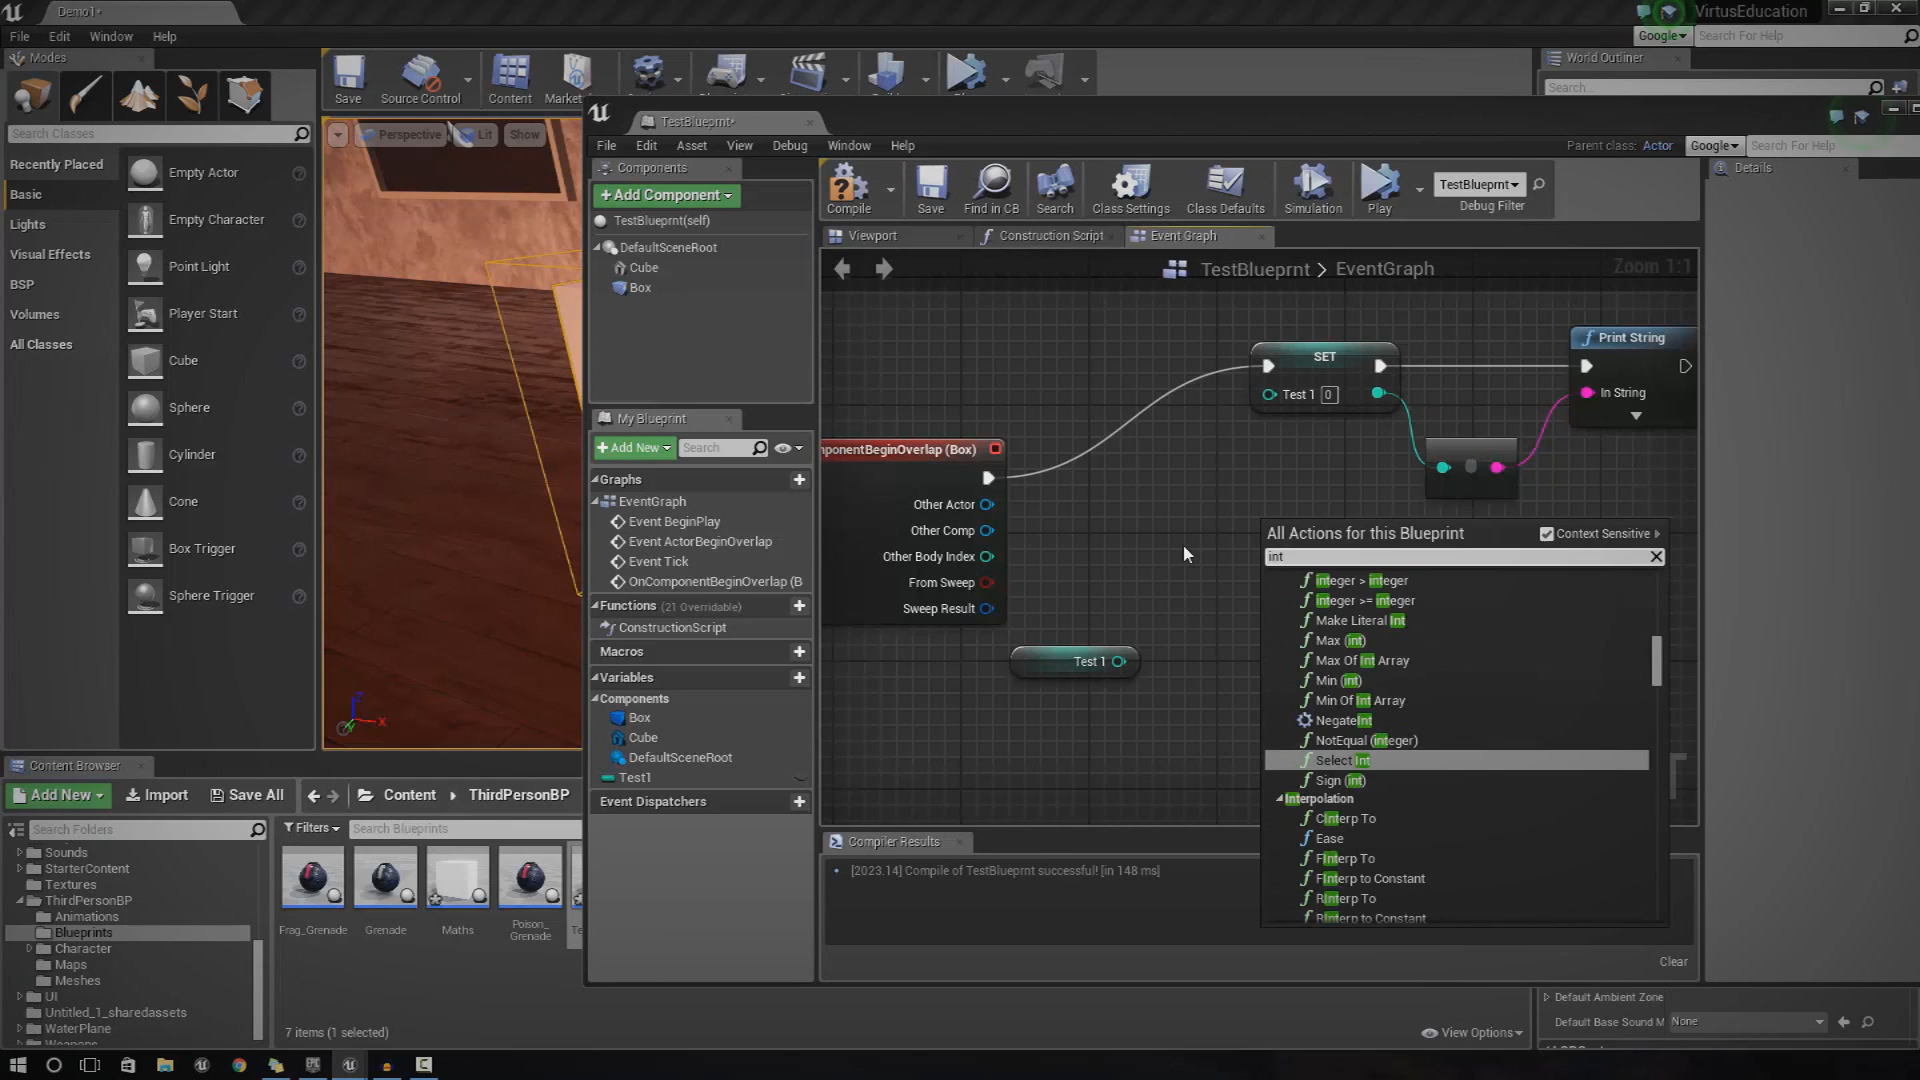 Demo1*
VirtusEducation
File Edit Window Help
Google
Search For Help
Modes
World Outliner
Search...
Save
Source Control
Content
Search Classes
Recently Placed
Basic
Lights
Visual Effects
BSP
Volumes
All Classes
Empty Actor
Empty Character
Point Light
Player Start
Cube
Sphere
Cylinder
Cone
Box Trigger
Sphere Trigger
Perspective
Lit
Show
TestBlueprnt*
File Edit Asset View Debug Window Help
Parent class: Actor
Google
Search For Help
Components
+Add Component
TestBlueprnt(self)
DefaultSceneRoot
Cube
Box
Compile
Save
Find in CB
Search
Class Settings
Class Defaults
Simulation
Play
TestBlueprnt
Debug Filter
Details
Viewport
Construction Script
Event Graph
TestBlueprnt > EventGraph
Zoom 1:1
My Blueprint
+Add New
Search
Graphs
EventGraph
Event BeginPlay
Event ActorBeginOverlap
Event Tick
OnComponentBeginOverlap (B
Functions (21 Overridable)
ConstructionScript
Macros
Variables
Components
Box
Cube
DefaultSceneRoot
Test1
Event Dispatchers
ponentBeginOverlap (Box)
Other Actor
Other Comp
Other Body Index
From Sweep
Sweep Result
Test 1
SET
Test 1 0
Print String
In String
All Actions for this Blueprint
Context Sensitive
int
integer > integer
integer >= integer
Make Literal Int
Max (int)
Max Of Int Array
Min (int)
Min Of Int Array
NegateInt
NotEqual (integer)
Select Int
Sign (int)
Interpolation
CInterp To
Ease
FInterp To
FInterp to Constant
RInterp To
RInterp to Constant
Compiler Results
[2023.14] Compile of TestBlueprnt successful! [in 148 ms]
Clear
Content Browser
Add New
Import
Save All
Content
ThirdPersonBP
Search Folders
Filters
Search Blueprints
Sounds
StarterContent
Textures
ThirdPersonBP
Animations
Blueprints
Character
Maps
Meshes
UI
Untitled_1_sharedassets
WaterPlane
Frag_Grenade
Grenade
Maths
Poison_
Grenade
7 items (1 selected)
View Options
Default Ambient Zone
Default Base Sound M
None